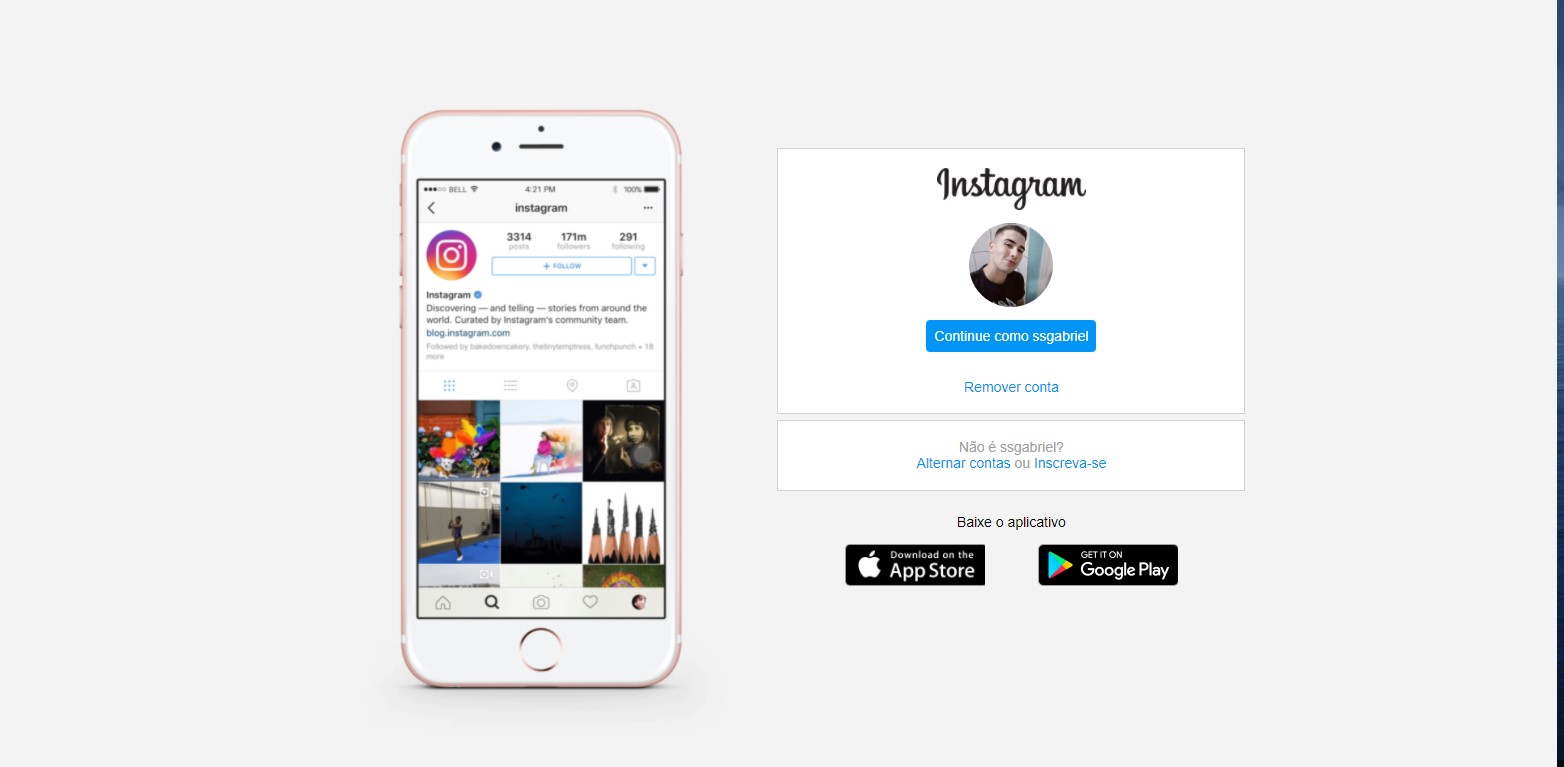 BELL
4:21 PM
100%
instagram
3314
171m
291
posts
followers
following
+ FOLLOW
Instagram
Discovering — and telling — stories from around the
world. Curated by Instagram's community team.
blog.instagram.com
Followed by bakedowncakery, thetinytemptress, lunchpunch + 18
more
Instagram
Continue como ssgabriel
Remover conta
Não é ssgabriel?
Alternar contas ou Inscreva-se
Baixe o aplicativo
Download on the
App Store
GET IT ON
Google Play